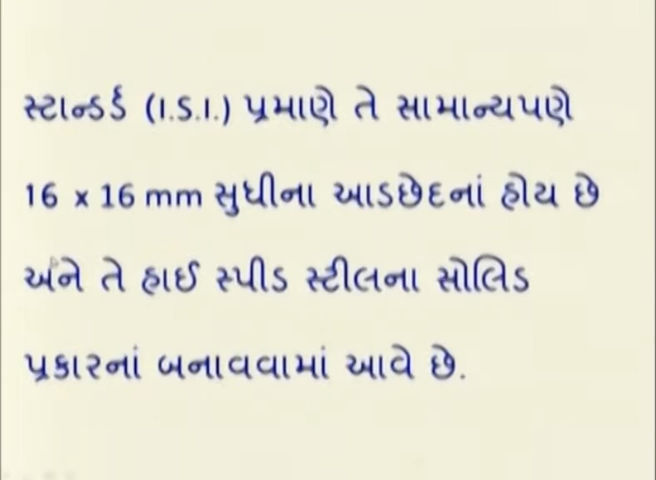 સ્ટાન્ડર્ડ (I.S.I.) પ્રમાણે તે સામાન્યપણે
16 x 16 mm સુધીના આડછેદનાં હોય છે
અને તે હાઈ સ્પીડ સ્ટીલના સોલિડ
પ્રકારનાં બનાવવામાં આવે છે.